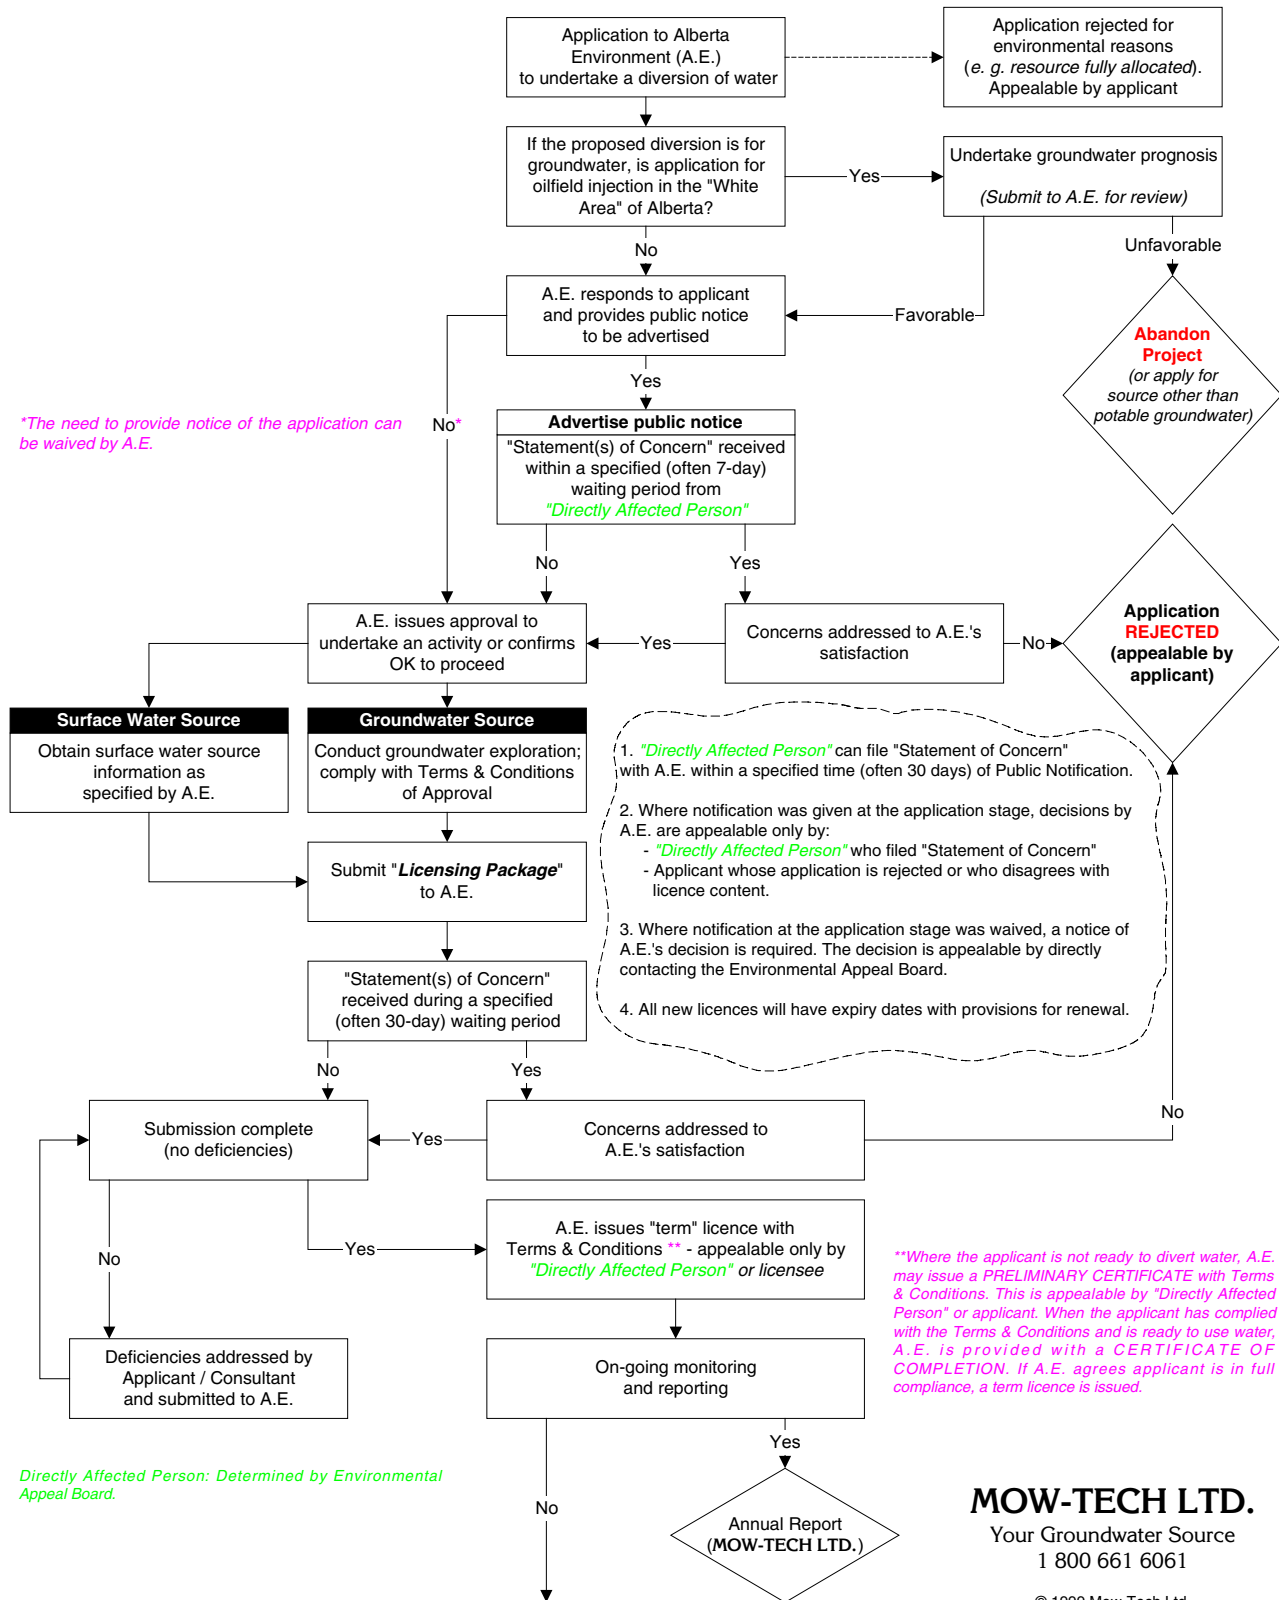 Application to Alberta
Environment (A.E.)
to undertake a diversion of water
Application rejected for
environmental reasons
(e. g. resource fully allocated).
Appealable by applicant
If the proposed diversion is for
groundwater, is application for
oilfield injection in the "White
Area" of Alberta?
Yes
Undertake groundwater prognosis
(Submit to A.E. for review)
No
Unfavorable
A.E. responds to applicant
and provides public notice
to be advertised
Favorable
Abandon
Project
(or apply for
source other than
potable groundwater)
Yes
*The need to provide notice of the application can
be waived by A.E.
No*
Advertise public notice
"Statement(s) of Concern" received
within a specified (often 7-day)
waiting period from
"Directly Affected Person"
No
Yes
A.E. issues approval to
undertake an activity or confirms
OK to proceed
Yes
Concerns addressed to A.E.'s
satisfaction
No
Application
REJECTED
(appealable by
applicant)
Surface Water Source
Obtain surface water source
information as
specified by A.E.
Groundwater Source
Conduct groundwater exploration;
comply with Terms & Conditions
of Approval
1. "Directly Affected Person" can file "Statement of Concern"
with A.E. within a specified time (often 30 days) of Public Notification.
2. Where notification was given at the application stage, decisions by
A.E. are appealable only by:
- "Directly Affected Person" who filed "Statement of Concern"
- Applicant whose application is rejected or who disagrees with
licence content.
3. Where notification at the application stage was waived, a notice of
A.E.'s decision is required. The decision is appealable by directly
contacting the Environmental Appeal Board.
4. All new licences will have expiry dates with provisions for renewal.
Submit "Licensing Package"
to A.E.
"Statement(s) of Concern"
received during a specified
(often 30-day) waiting period
No
Yes
No
Submission complete
(no deficiencies)
Yes
Concerns addressed to
A.E.'s satisfaction
No
Yes
A.E. issues "term" licence with
Terms & Conditions ** - appealable only by
"Directly Affected Person" or licensee
**Where the applicant is not ready to divert water, A.E.
may issue a PRELIMINARY CERTIFICATE with Terms
& Conditions. This is appealable by "Directly Affected
Person" or applicant. When the applicant has complied
with the Terms & Conditions and is ready to use water,
A.E. is provided with a CERTIFICATE OF
COMPLETION. If A.E. agrees applicant is in full
compliance, a term licence is issued.
Deficiencies addressed by
Applicant / Consultant
and submitted to A.E.
On-going monitoring
and reporting
Yes
Directly Affected Person: Determined by Environmental
Appeal Board.
No
Annual Report
(MOW-TECH LTD.)
MOW-TECH LTD.
Your Groundwater Source
1 800 661 6061
© 1999 Mow-Tech Ltd.